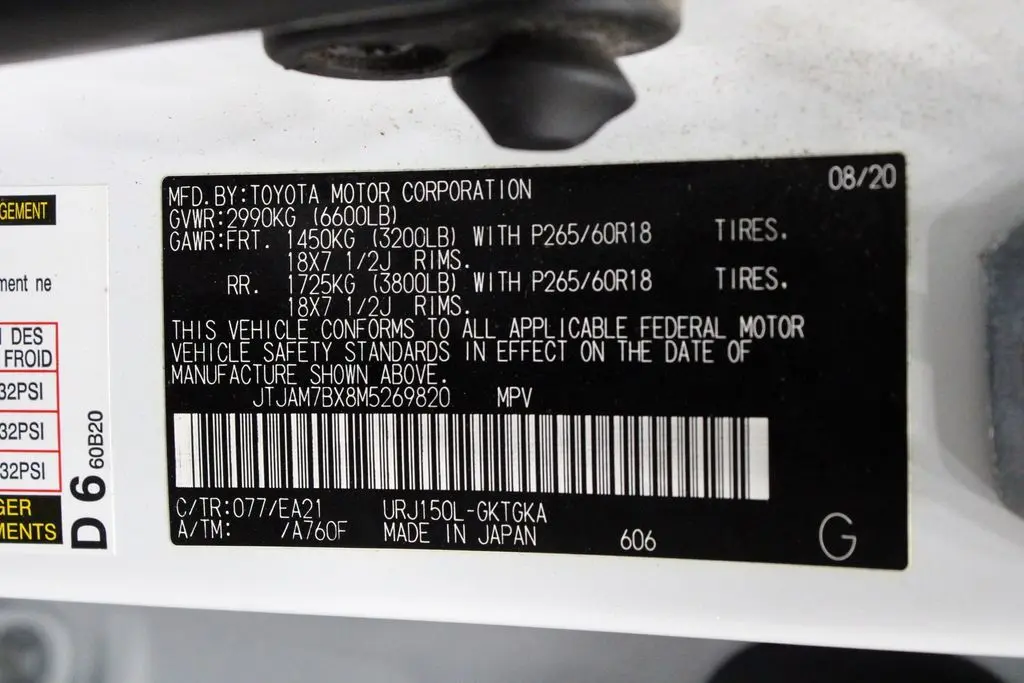 MFD.BY:TOYOTA MOTOR CORPORATION 08/20
GVWR:2990KG (6600LB)
GAWR:FRT. 1450KG (3200LB) WITH P265/60R18 TIRES.
18X7 1/2J RIMS.
RR. 1725KG (3800LB) WITH P265/60R18 TIRES.
18X7 1/2J RIMS.
THIS VEHICLE CONFORMS TO ALL APPLICABLE FEDERAL MOTOR
VEHICLE SAFETY STANDARDS IN EFFECT ON THE DATE OF
MANUFACTURE SHOWN ABOVE.
JTJAM7BX8M5269820 MPV
C/TR:077/EA21 URJ150L-GKTGKA
A/TM: /A760F MADE IN JAPAN 606
G
GEMENT
ment ne
DES
FROID
32PSI
32PSI
32PSI
GER
MENTS
D6 60B20